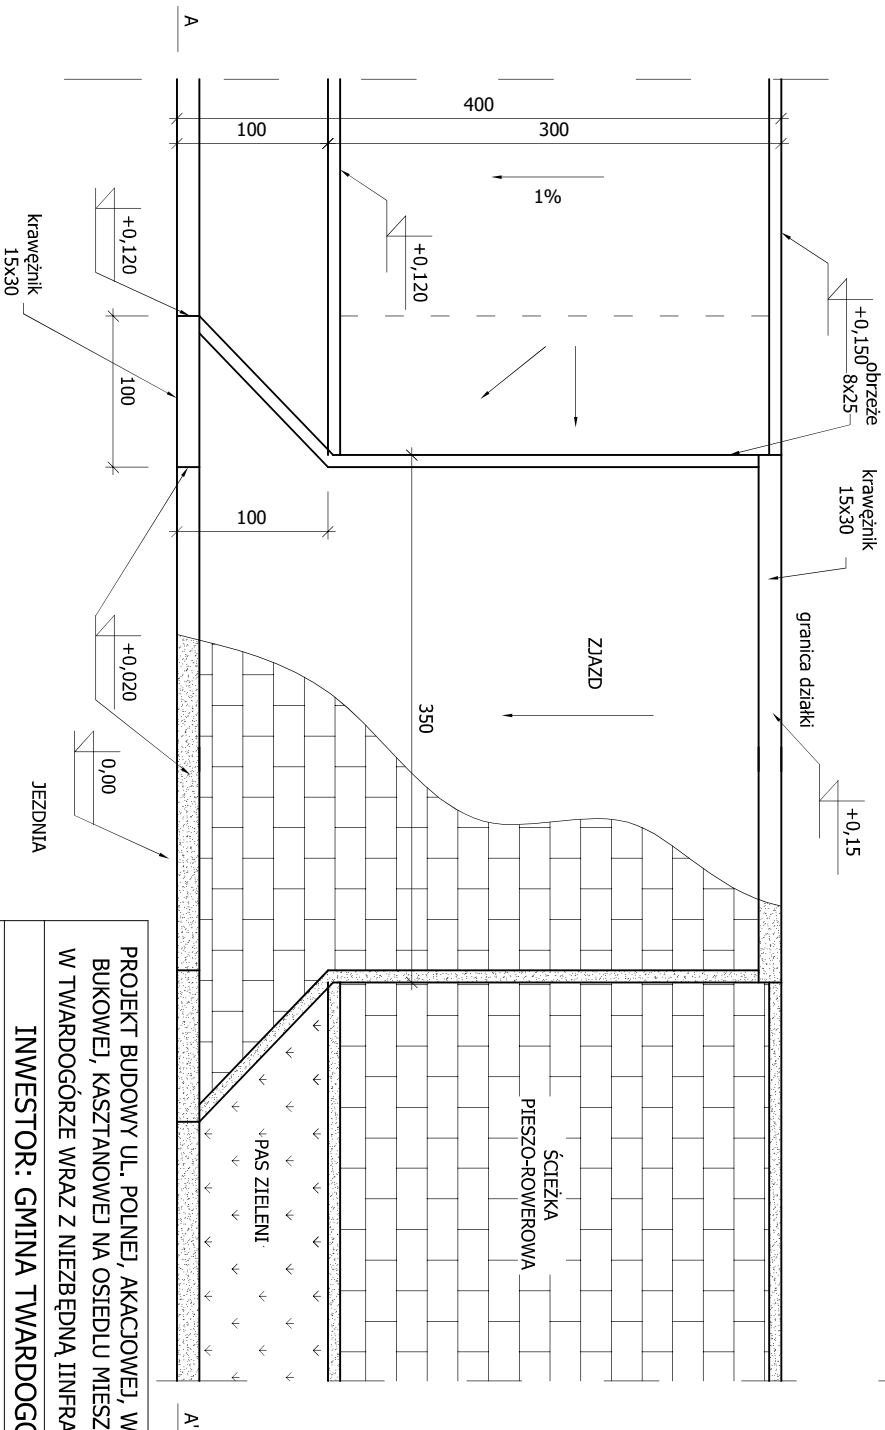 A
400
100
300
1%
+0,120
+0,120
+0,150
obrzeże
8x25
krawężnik
15x30
krawężnik
15x30
100
100
granica działki
ZJAZD
350
+0,15
+0,020
0,00
JEZDNIA
ŚCIEŻKA
PIESZO-ROWEROWA
PAS ZIELENI
A'
PROJEKT BUDOWY UL. POLNEJ, AKACJOWEJ, W
BUKOWEJ, KASZTANOWEJ NA OSIEDLU MIESZ
W TWARDOGÓRZE WRAZ Z NIEZBĘDNĄ IINFRA
INWESTOR: GMINA TWARDOGÓ